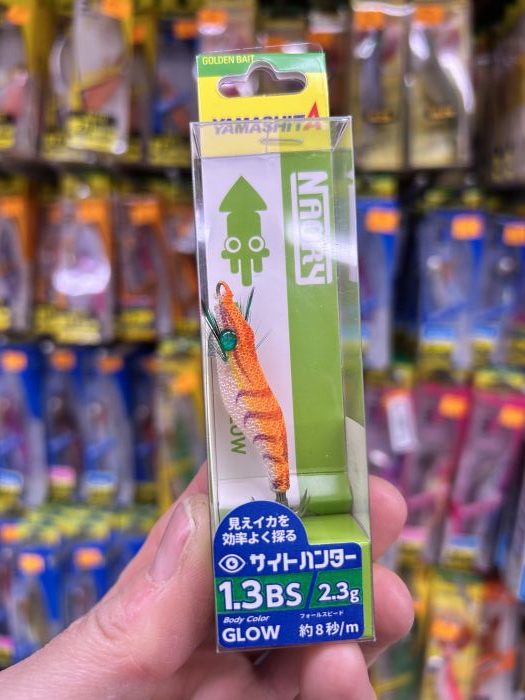 GOLDEN BAIT
YAMASHITA
NAORY
見えイカを
効率よく探る
サイトハンター
1.3BS/2.3g
Body Color
GLOW
フォールスピード
約8秒/m